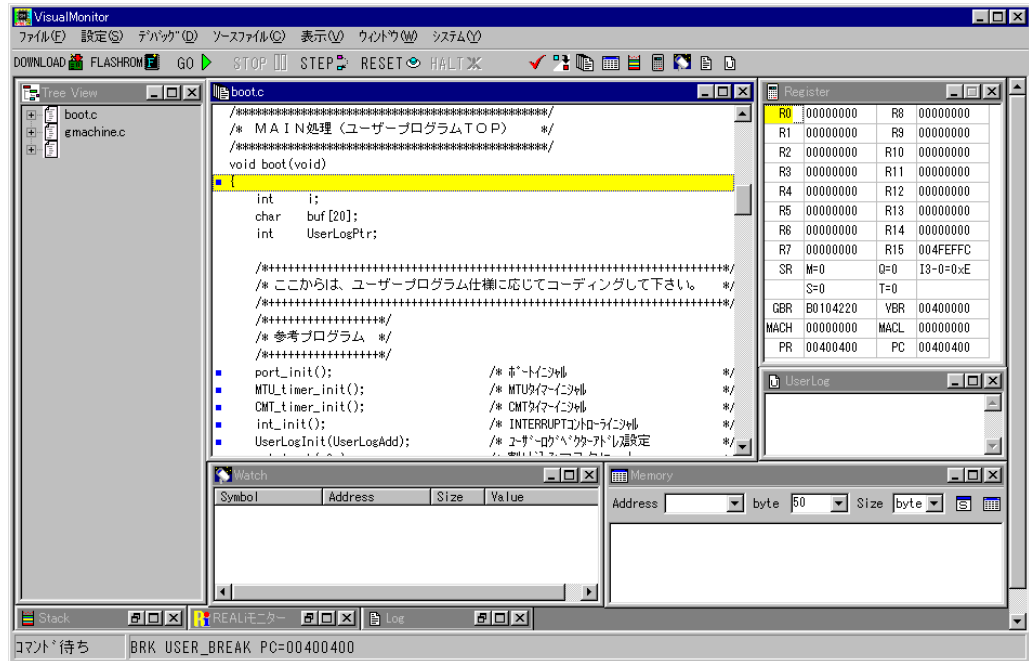 VisualMonitor
ファイル(F) 設定(S) デバッグ(D) ソースファイル(C) 表示(V) ウィンドウ(W) システム(Y)
DOWNLOAD FLASHROM GO STOP STEP RESET HALT
Tree View
boot.c
gmachine.c
boot.c
/*************************************************/
/* MAIN処理（ユーザープログラムTOP） */
/*************************************************/
void boot(void)
{
int i;
char buf[20];
int UserLogPtr;
/*++++++++++++++++++++++++++++++++++++++++++++++++++++++++++++++++++++++++*/
/* ここからは、ユーザープログラム仕様に応じてコーディングして下さい。 */
/*++++++++++++++++++++++++++++++++++++++++++++++++++++++++++++++++++++++++*/
/*+++++++++++++++++*/
/* 参考プログラム */
/*+++++++++++++++++*/
port_init(); /* ポートイニシャル */
MTU_timer_init(); /* MTUタイマーイニシャル */
CMT_timer_init(); /* CMTタイマーイニシャル */
int_init(); /* INTERRUPTコントローライニシャル */
UserLogInit(UserLogAdd); /* ユーザーログベクターアドレス設定 */
Register
R0 00000000 R8 00000000
R1 00000000 R9 00000000
R2 00000000 R10 00000000
R3 00000000 R11 00000000
R4 00000000 R12 00000000
R5 00000000 R13 00000000
R6 00000000 R14 00000000
R7 00000000 R15 004FEFFC
SR M=0 Q=0 I3-0=0xE
S=0 T=0
GBR B0104220 VBR 00400000
MACH 00000000 MACL 00000000
PR 00400400 PC 00400400
UserLog
Watch
Symbol Address Size Value
Memory
Address byte 50 Size byte
Stack
REALiモニター
Log
コマンド待ち BRK USER_BREAK PC=00400400